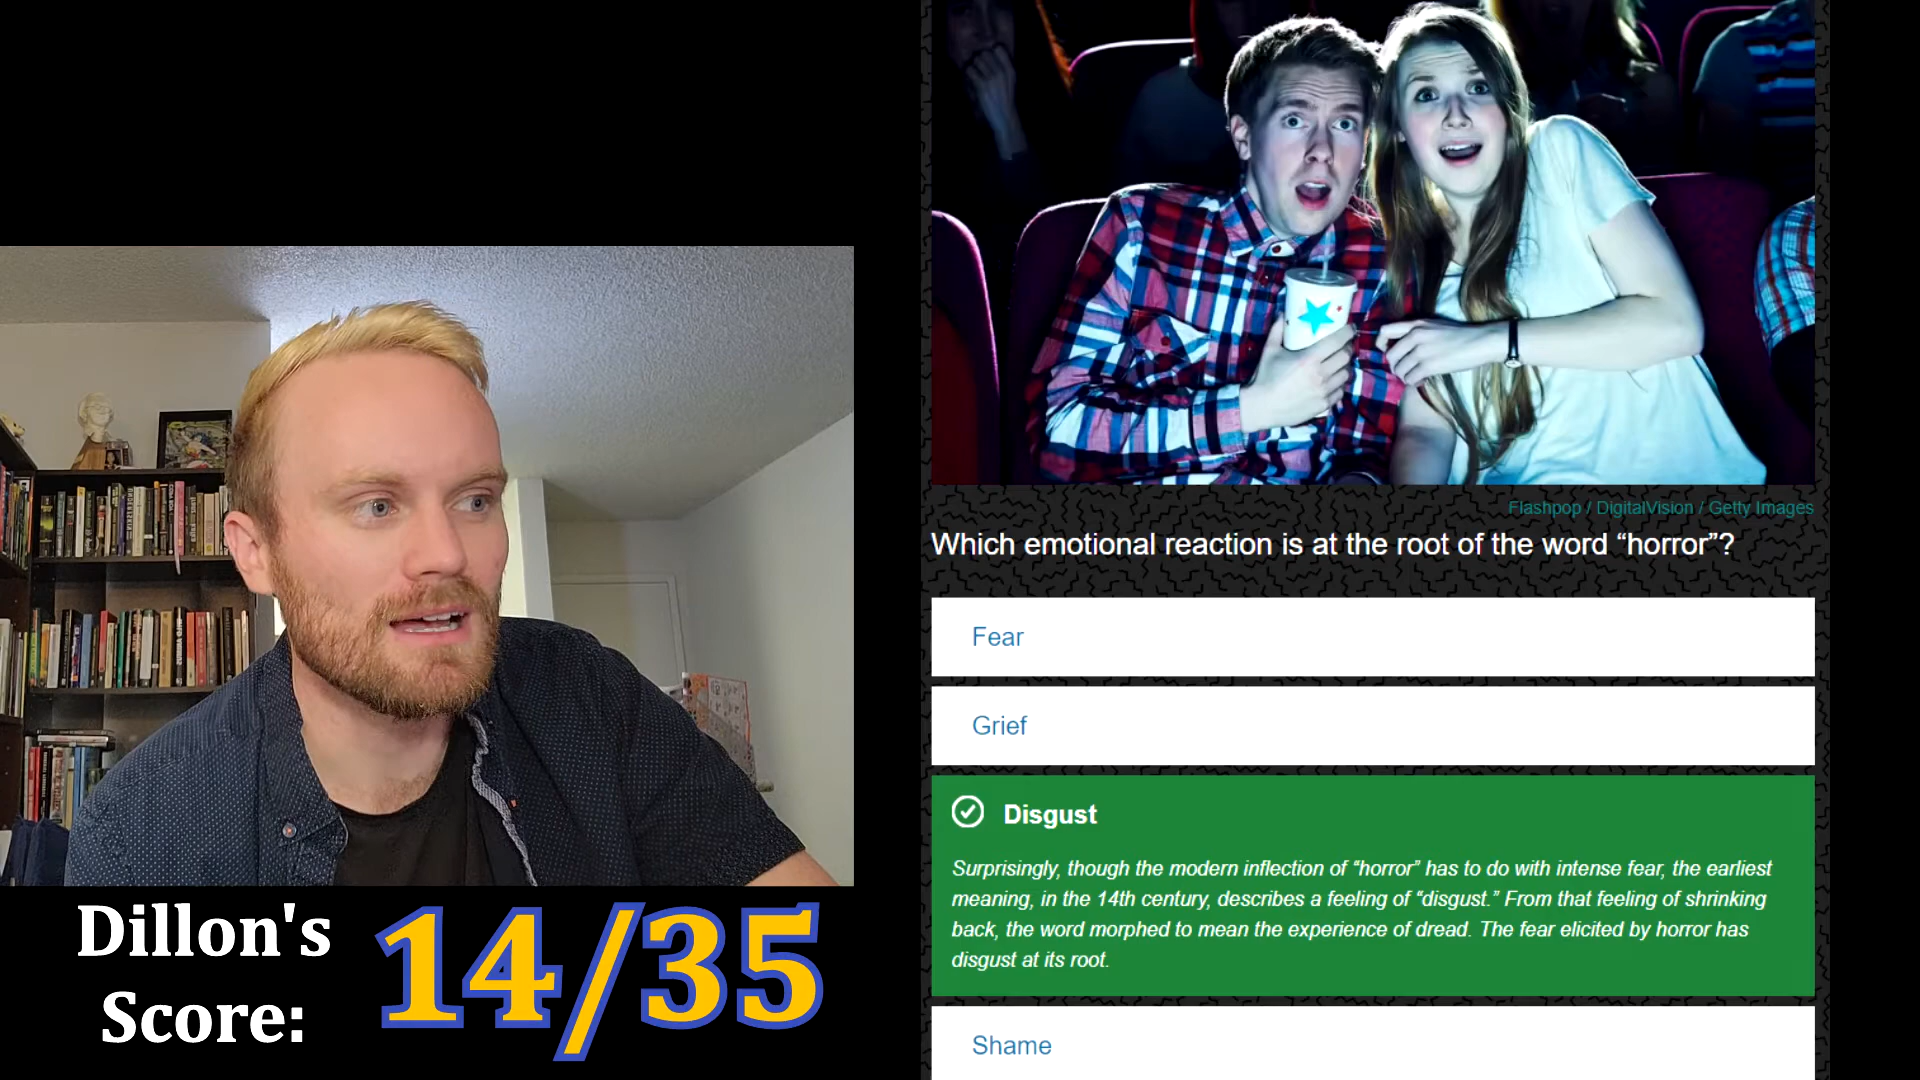 Flashpop / DigitalVision / Getty Images
Which emotional reaction is at the root of the word “horror”?
Fear
Grief
Disgust
Surprisingly, though the modern inflection of “horror” has to do with intense fear, the earliest
meaning, in the 14th century, describes a feeling of “disgust.” From that feeling of shrinking
back, the word morphed to mean the experience of dread. The fear elicited by horror has
disgust at its root.
Shame
Dillon's
Score:
14/35